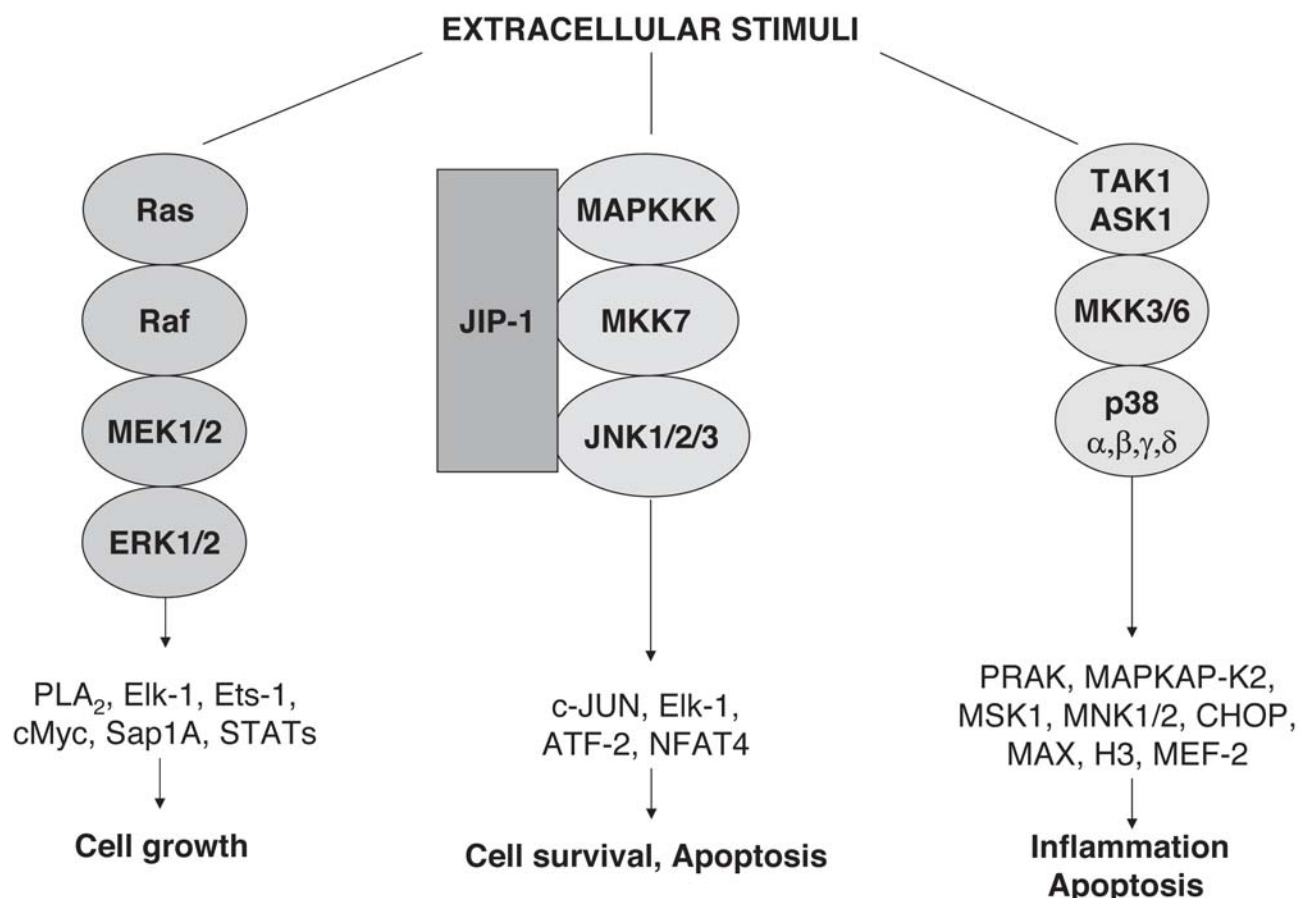 EXTRACELLULAR STIMULI
Ras
Raf
MEK1/2
ERK1/2
PLA₂, Elk-1, Ets-1,
cMyc, Sap1A, STATs
Cell growth
JIP-1
MAPKKK
MKK7
JNK1/2/3
c-JUN, Elk-1,
ATF-2, NFAT4
Cell survival, Apoptosis
TAK1
ASK1
MKK3/6
p38
α,β,γ,δ
PRAK, MAPKAP-K2,
MSK1, MNK1/2, CHOP,
MAX, H3, MEF-2
Inflammation
Apoptosis